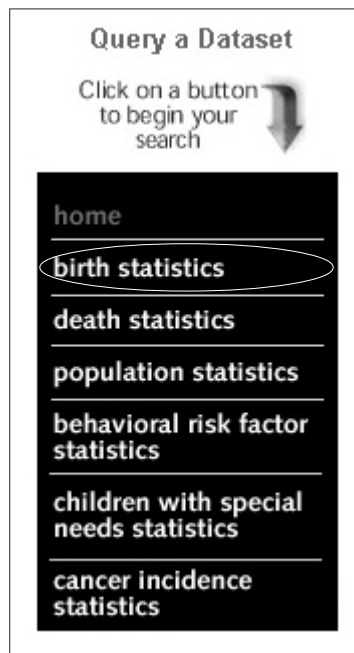 Query a Dataset
Click on a button
to begin your
search
home
birth statistics
death statistics
population statistics
behavioral risk factor
statistics
children with special
needs statistics
cancer incidence
statistics